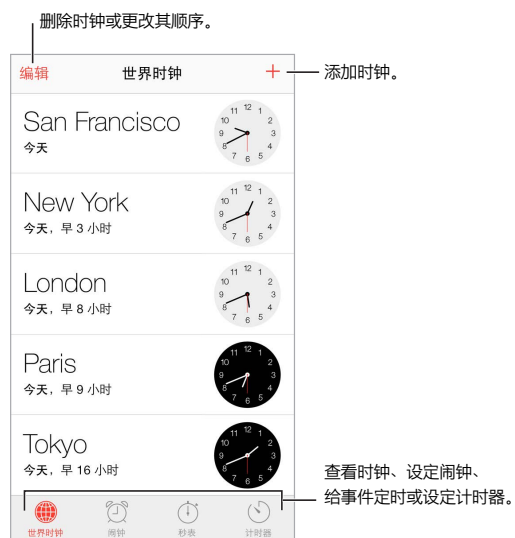 删除时钟或更改其顺序。
编辑
世界时钟
+
添加时钟。
San Francisco
今天
New York
今天，早 3 小时
London
今天，早 8 小时
Paris
今天，早 9 小时
Tokyo
今天，早 16 小时
查看时钟、设定闹钟、
给事件定时或设定计时器。
世界时钟
闹钟
秒表
计时器